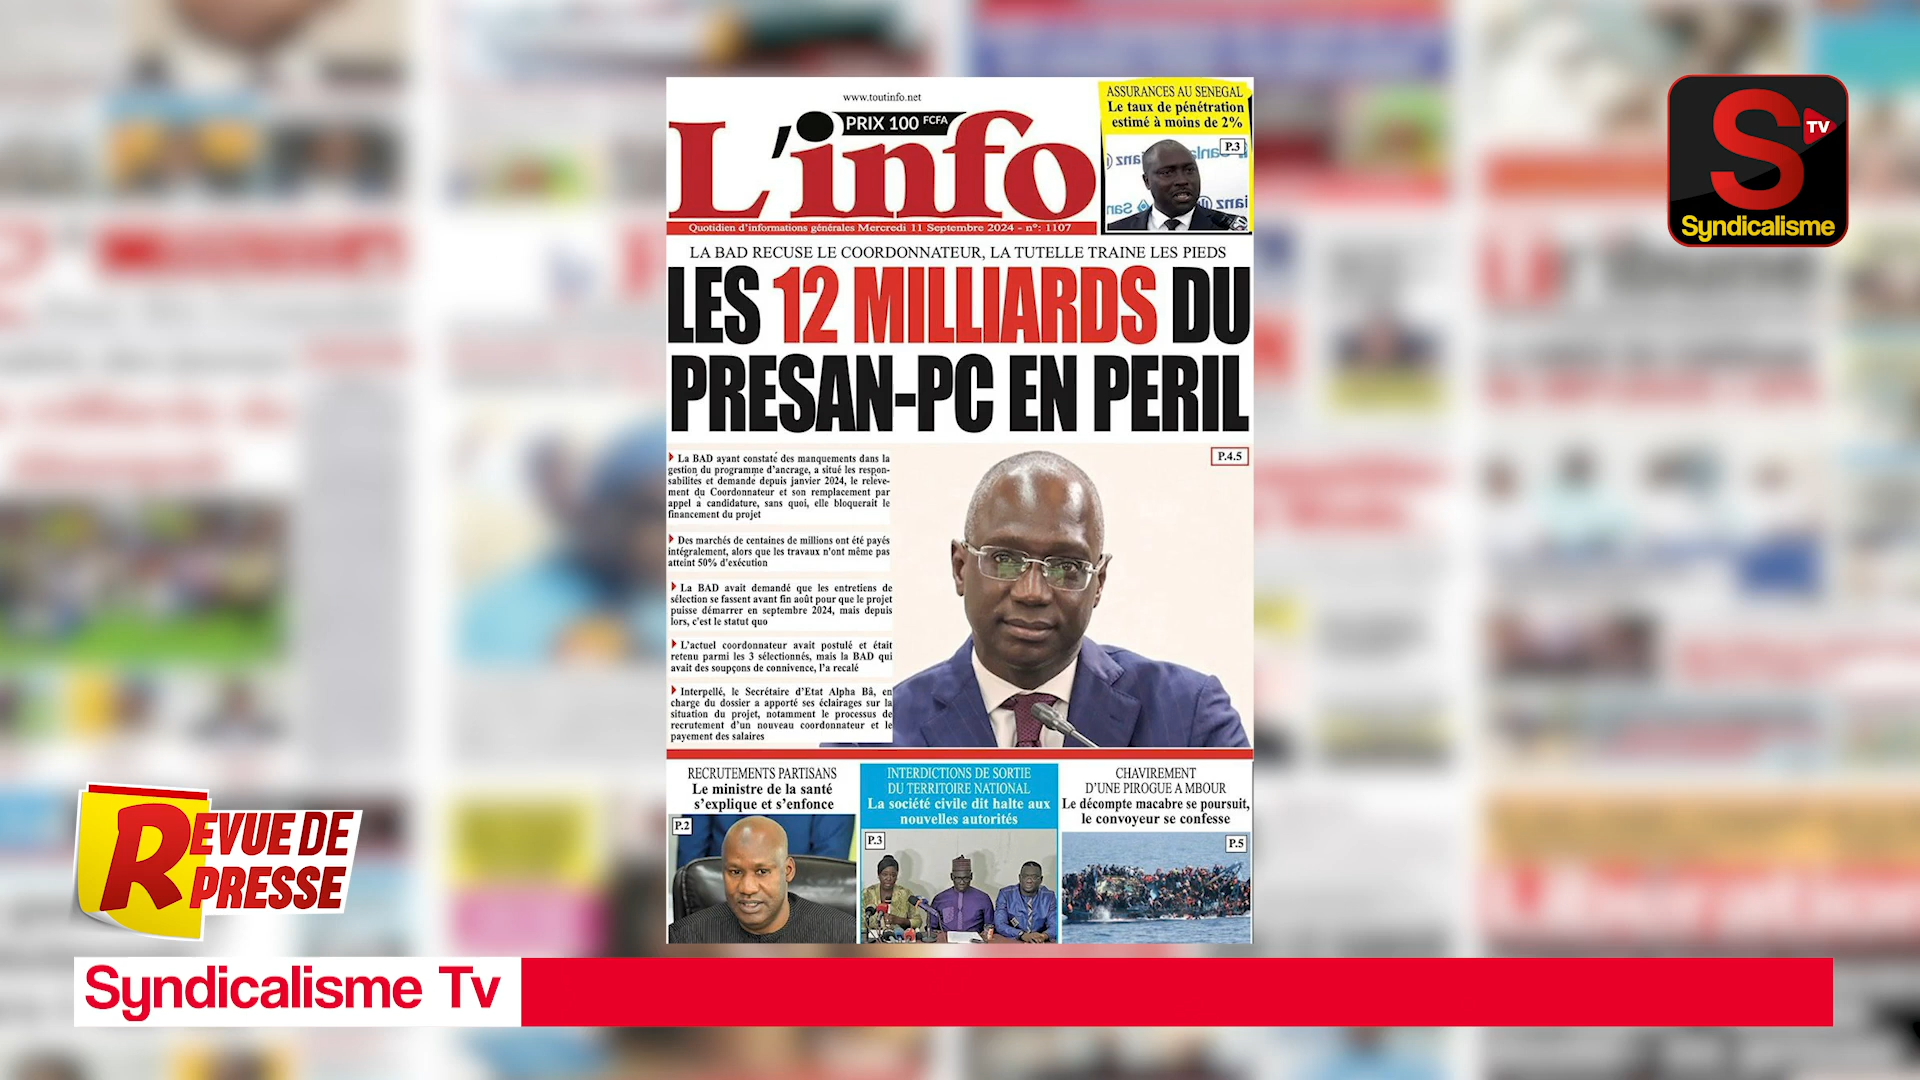 www.toutinfo.net
PRIX 100 FCFA
L'info
Quotidien d'informations générales Mercredi 11 Septembre 2024 - n°: 1107
ASSURANCES AU SENEGAL
Le taux de pénétration
estimé à moins de 2%
P.3
S TV
Syndicalisme
LA BAD RECUSE LE COORDONNATEUR, LA TUTELLE TRAINE LES PIEDS
LES 12 MILLIARDS DU
PRESAN-PC EN PERIL
P.4.5
La BAD ayant constaté des manquements dans la
gestion du programme d'ancrage, a situé les respon-
sabilités et demande depuis janvier 2024, le relève-
ment du Coordonnateur et son remplacement par
appel à candidature, sans quoi, elle bloquerait le
financement du projet
Des marchés de centaines de millions ont été payés
intégralement, alors que les travaux n'ont même pas
atteint 50% d'exécution
La BAD avait demandé que les entretiens de
sélection se fassent avant fin août pour que le projet
puisse démarrer en septembre 2024, mais depuis
lors, c'est le statut quo
L'actuel coordonnateur avait postulé et était
retenu parmi les 3 sélectionnés, mais la BAD qui
avait des soupçons de connivence, l'a recalé
Interpellé, le Secrétaire d'Etat Alpha Bâ, en
charge du dossier a apporté ses éclairages sur la
situation du projet, notamment le processus de
recrutement d'un nouveau coordonnateur et le
payement des salaires
RECRUTEMENTS PARTISANS
Le ministre de la santé
s'explique et s'enfonce
P.2
INTERDICTIONS DE SORTIE
DU TERRITOIRE NATIONAL
La société civile dit halte aux
nouvelles autorités
P.3
CHAVIREMENT
D'UNE PIROGUE A MBOUR
Le décompte macabre se poursuit,
le convoyeur se confesse
P.5
REVUE DE
PRESSE
Syndicalisme Tv